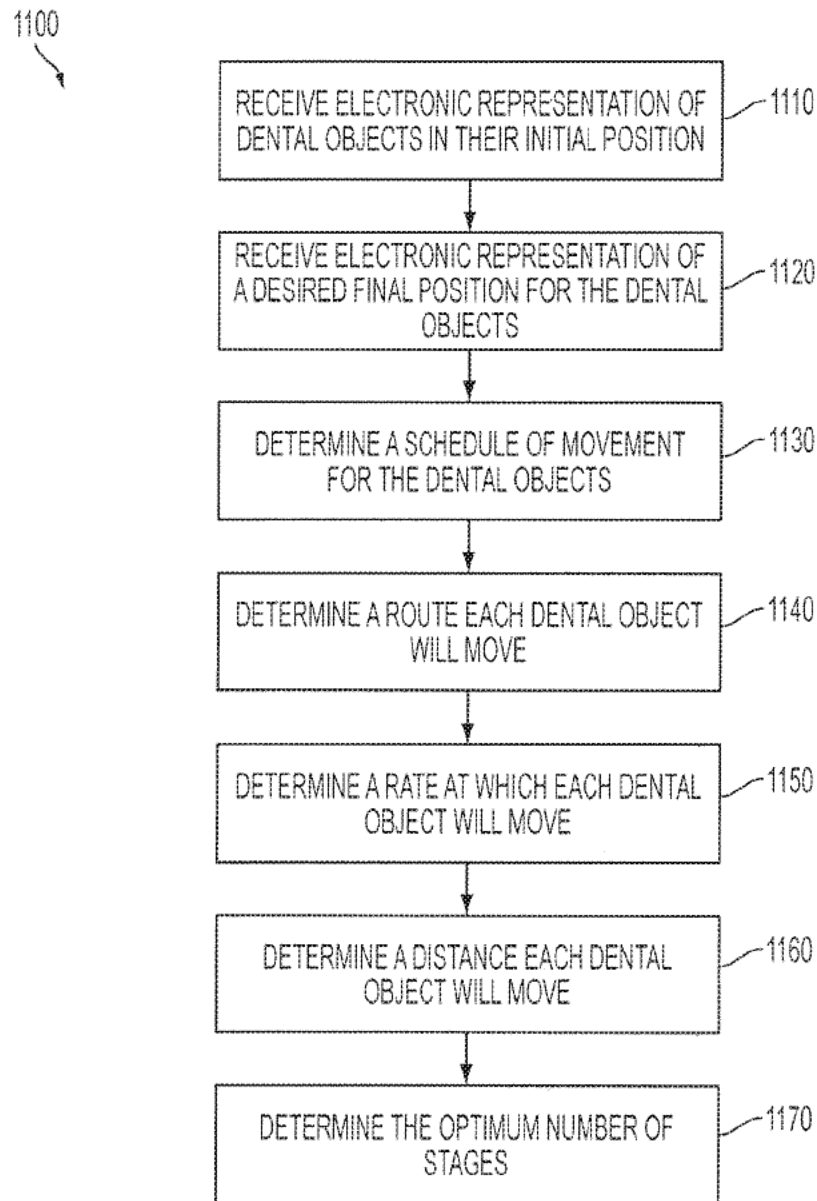 1100
RECEIVE ELECTRONIC REPRESENTATION OF
DENTAL OBJECTS IN THEIR INITIAL POSITION
1110
RECEIVE ELECTRONIC REPRESENTATION OF
A DESIRED FINAL POSITION FOR THE DENTAL
OBJECTS
1120
DETERMINE A SCHEDULE OF MOVEMENT
FOR THE DENTAL OBJECTS
1130
DETERMINE A ROUTE EACH DENTAL OBJECT
WILL MOVE
1140
DETERMINE A RATE AT WHICH EACH DENTAL
OBJECT WILL MOVE
1150
DETERMINE A DISTANCE EACH DENTAL
OBJECT WILL MOVE
1160
DETERMINE THE OPTIMUM NUMBER OF
STAGES
1170